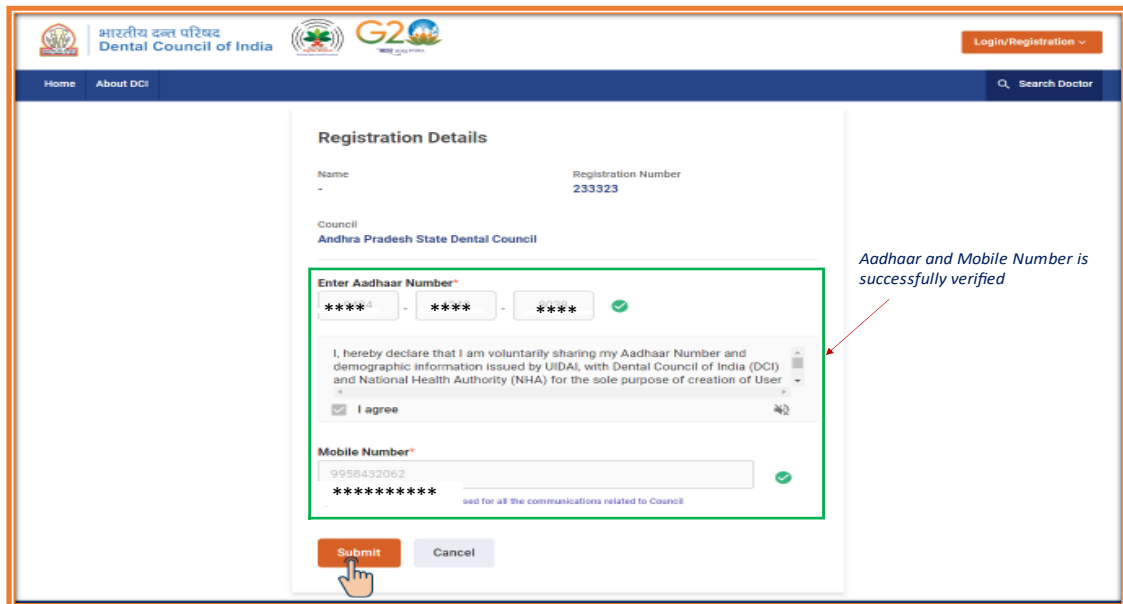 भारतीय दन्त परिषद
Dental Council of India
G20
Login/Registration
Home About DCI
Search Doctor
Registration Details
Name Registration Number
- 233323
Council
Andhra Pradesh State Dental Council
Aadhaar and Mobile Number is
successfully verified
Enter Aadhaar Number*
**** - **** - ****
I, hereby declare that I am voluntarily sharing my Aadhaar Number and
demographic information issued by UIDAI, with Dental Council of India (DCI)
and National Health Authority (NHA) for the sole purpose of creation of User
I agree
Mobile Number*
9958432062
**********
sed for all the communications related to Council
Submit Cancel